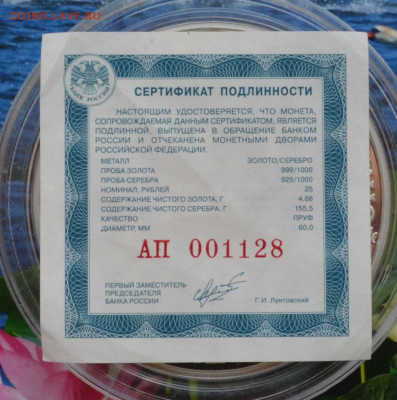 COINSS.RU
БАНК РОССИИ
СЕРТИФИКАТ ПОДЛИННОСТИ
НАСТОЯЩИМ УДОСТОВЕРЯЕТСЯ, ЧТО МОНЕТА,
СОПРОВОЖДАЕМАЯ ДАННЫМ СЕРТИФИКАТОМ, ЯВЛЯЕТСЯ
ПОДЛИННОЙ, ВЫПУЩЕНА В ОБРАЩЕНИЕ БАНКОМ
РОССИИ И ОТЧЕКАНЕНА МОНЕТНЫМИ ДВОРАМИ
РОССИЙСКОЙ ФЕДЕРАЦИИ.
МЕТАЛЛ ЗОЛОТО/СЕРЕБРО
ПРОБА ЗОЛОТА 999/1000
ПРОБА СЕРЕБРА 925/1000
НОМИНАЛ, РУБЛЕЙ 25
СОДЕРЖАНИЕ ЧИСТОГО ЗОЛОТА, Г 4,66
СОДЕРЖАНИЕ ЧИСТОГО СЕРЕБРА, Г 155,5
КАЧЕСТВО ПРУФ
ДИАМЕТР, ММ 60,0
АП 001128
ПЕРВЫЙ ЗАМЕСТИТЕЛЬ
ПРЕДСЕДАТЕЛЯ
БАНКА РОССИИ
Г.И. Лунтовский